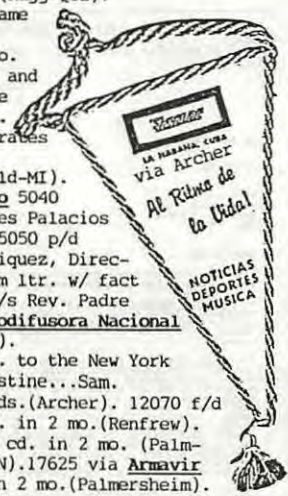 ame
o.
and
e
.
rates
ld-MI).
o 5040
es Palacios
5050 p/d
iquez, Direc-
m ltr. w/ fact
/s Rev. Padre
odifusora Nacional
).
. to the New York
stine...Sam.
ds.(Archer). 12070 f/d
. in 2 mo.(Renfrew).
cd. in 2 mo. (Palm-
N).17625 via Armavir
n 2 mo.(Palmersheim).
LA HABANA, CUBA
via Archer
Al Ritmo de
la Vida!
NOTICIAS
DEPORTES
MUSICA